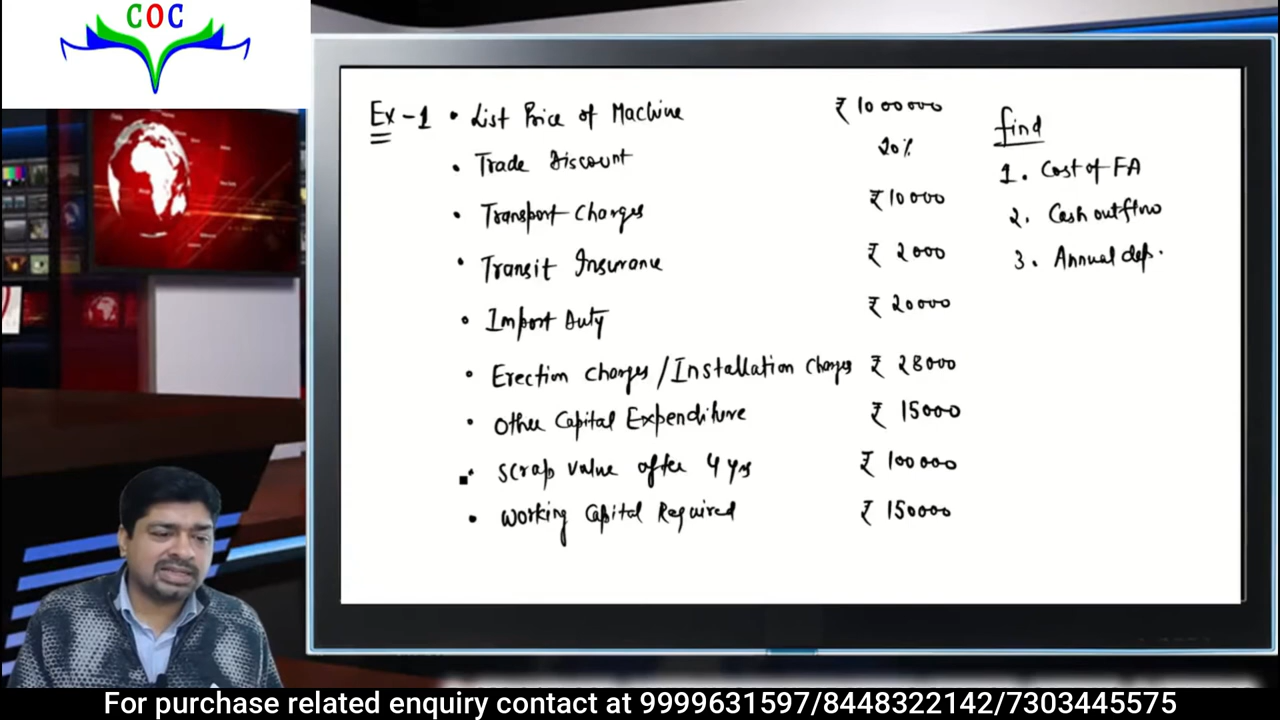 COC
Ex-1 • List Price of Machine ₹ 1000000
• Trade Discount 20%
• Transport Charges ₹ 10000
• Transit Insurance ₹ 2000
• Import Duty ₹ 20000
• Erection Charges / Installation Charges ₹ 28000
• Other Capital Expenditure ₹ 15000
• Scrap Value after 4 yrs ₹ 100000
• Working Capital Required ₹ 150000
find
1. Cost of FA
2. Cash outflow
3. Annual dep.
For purchase related enquiry contact at 9999631597/8448322142/7303445575